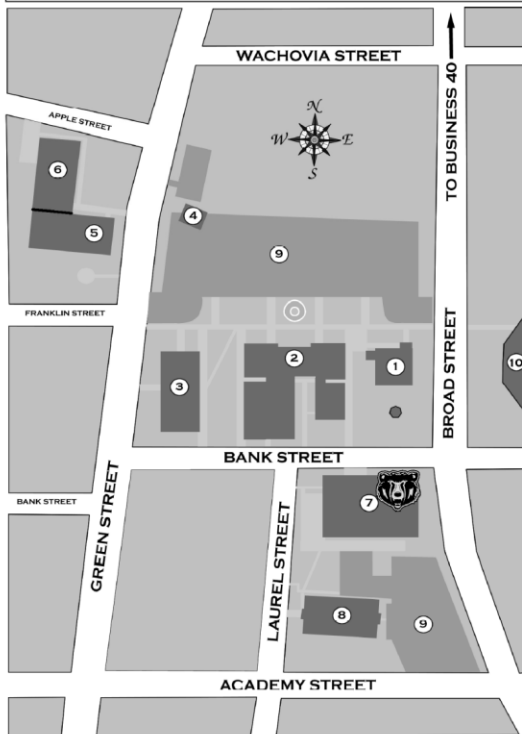 WACHOVIA STREET
TO BUSINESS 40
APPLE STREET
N
W E
S
6
5
4
9
FRANKLIN STREET
BROAD STREET
1
2
3
10
BANK STREET
BANK STREET
GREEN STREET
LAUREL STREET
7
8
9
ACADEMY STREET